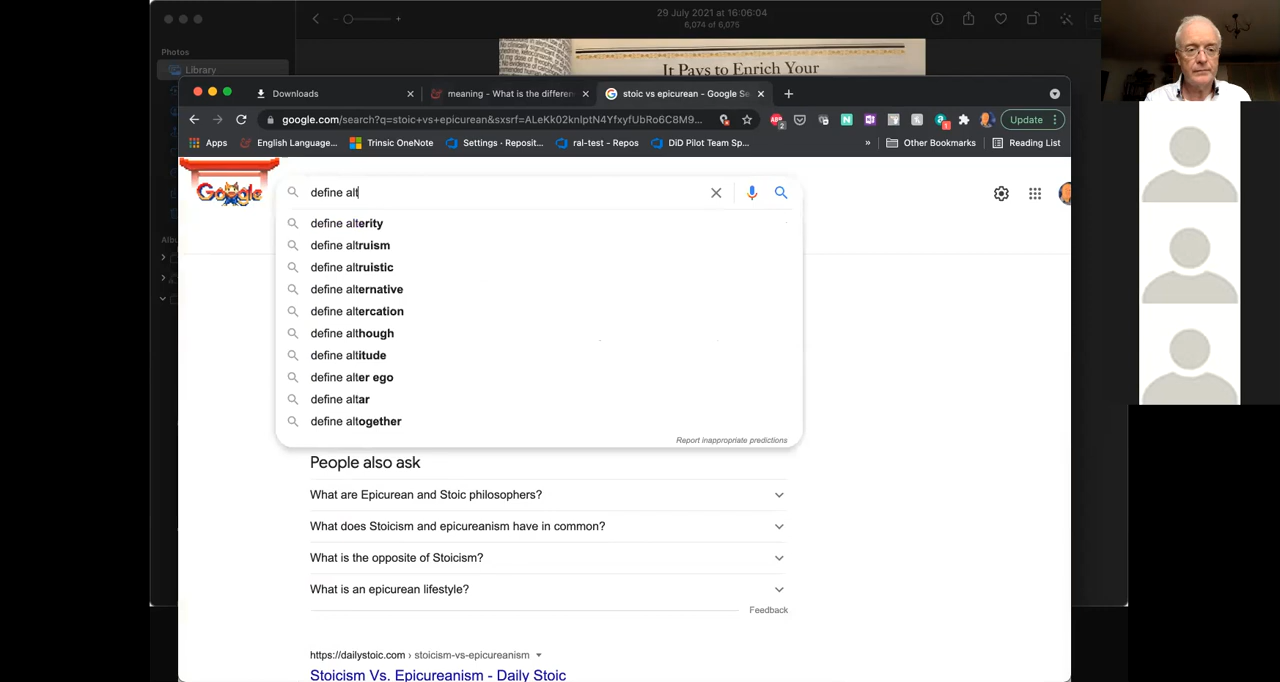 29 July 2021 at 16:06:04
6,074 of 6,075
Photos
Library
It Pays to Enrich Your
Downloads
meaning - What is the differen
stoic vs epicurean - Google Se
google.com/search?q=stoic+vs+epicurean&sxsrf=ALeKk02knlptN4YfxyfUbRo6C8M9...
Update
Apps
English Language...
Trinsic OneNote
Settings · Reposit...
ral-test - Repos
DiD Pilot Team Sp...
»
Other Bookmarks
Reading List
Google
define alt
define alterity
define altruism
define altruistic
define alternative
define altercation
define although
define altitude
define alter ego
define altar
define altogether
Report inappropriate predictions
People also ask
What are Epicurean and Stoic philosophers?
What does Stoicism and epicureanism have in common?
What is the opposite of Stoicism?
What is an epicurean lifestyle?
Feedback
https://dailystoic.com › stoicism-vs-epicureanism
Stoicism Vs. Epicureanism - Daily Stoic